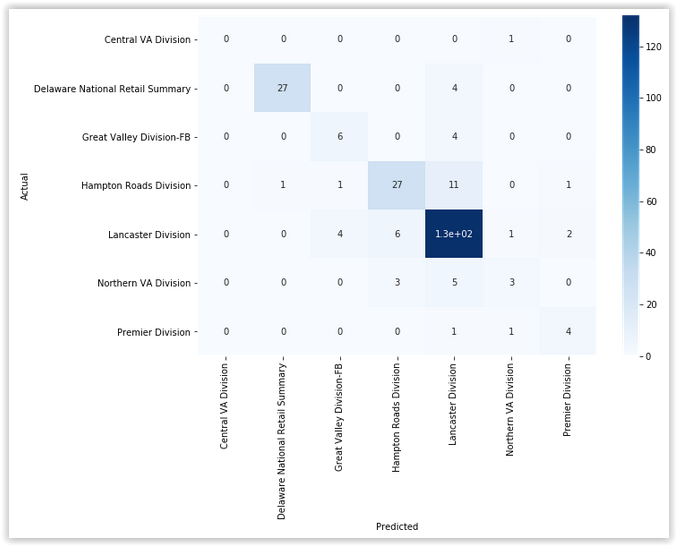 Central VA Division 0 0 0 0 0 1 0
Delaware National Retail Summary 0 27 0 0 4 0 0
Great Valley Division-FB 0 0 6 0 4 0 0
Hampton Roads Division 0 1 1 27 11 0 1
Lancaster Division 0 0 4 6 1.3e+02 1 2
Northern VA Division 0 0 0 3 5 3 0
Premier Division 0 0 0 0 1 1 4
Actual
Central VA Division
Delaware National Retail Summary
Great Valley Division-FB
Hampton Roads Division
Lancaster Division
Northern VA Division
Premier Division
Predicted
120
100
80
60
40
20
0